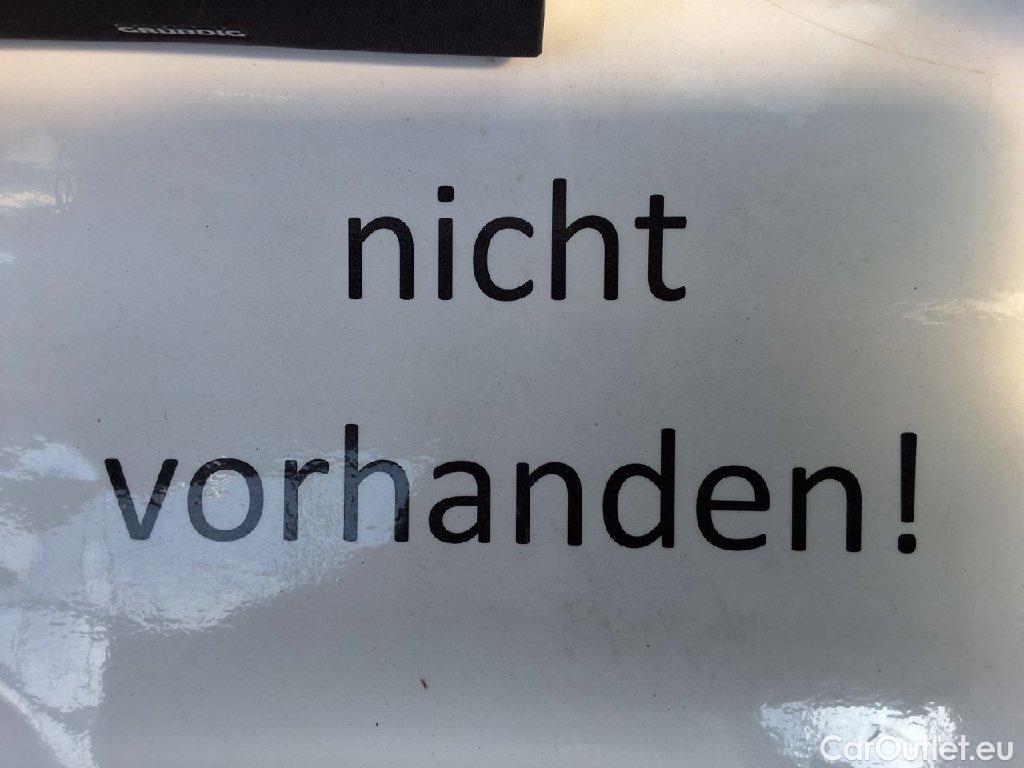 GRUNDIG
nicht
vorhanden!
CarOutlet.eu